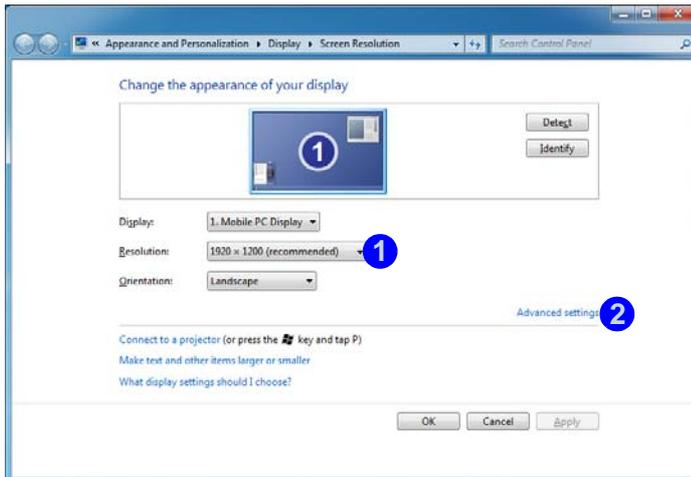 « Appearance and Personalization ▸ Display ▸ Screen Resolution Search Control Panel
Change the appearance of your display
1
Detect
Identify
Display: 1. Mobile PC Display
Resolution: 1920 × 1200 (recommended) 1
Orientation: Landscape
Advanced settings 2
Connect to a projector (or press the key and tap P)
Make text and other items larger or smaller
What display settings should I choose?
OK Cancel Apply